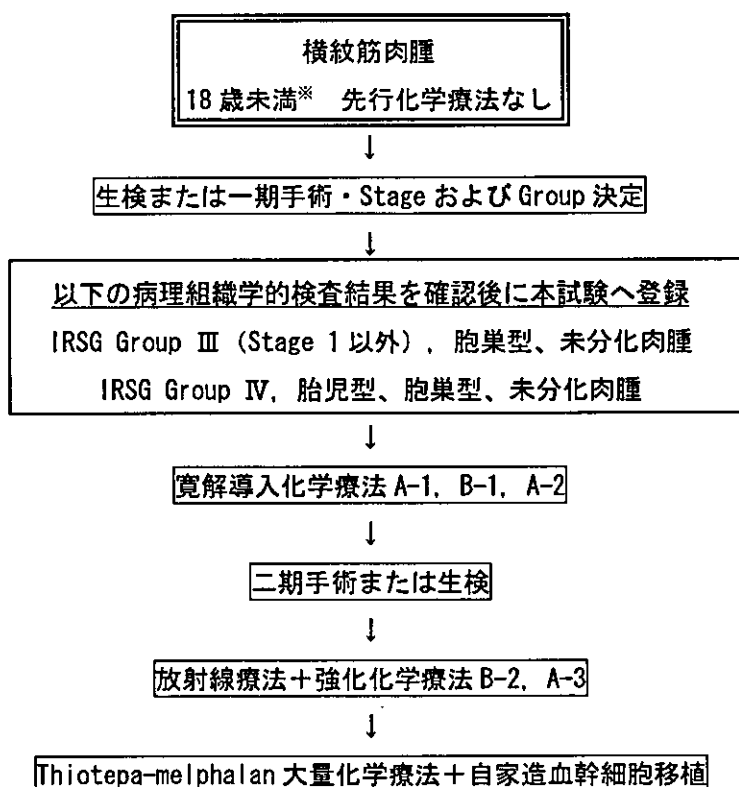 横紋筋肉腫
18歳未満※ 先行化学療法なし
↓
生検または一期手術・Stage および Group 決定
↓
以下の病理組織学的検査結果を確認後に本試験へ登録
IRSG Group Ⅲ (Stage 1 以外), 胞巣型、未分化肉腫
IRSG Group Ⅳ, 胎児型、胞巣型、未分化肉腫
↓
寛解導入化学療法 A-1, B-1, A-2
↓
二期手術または生検
↓
放射線療法＋強化化学療法 B-2, A-3
↓
Thiotepa-melphalan 大量化学療法＋自家造血幹細胞移植